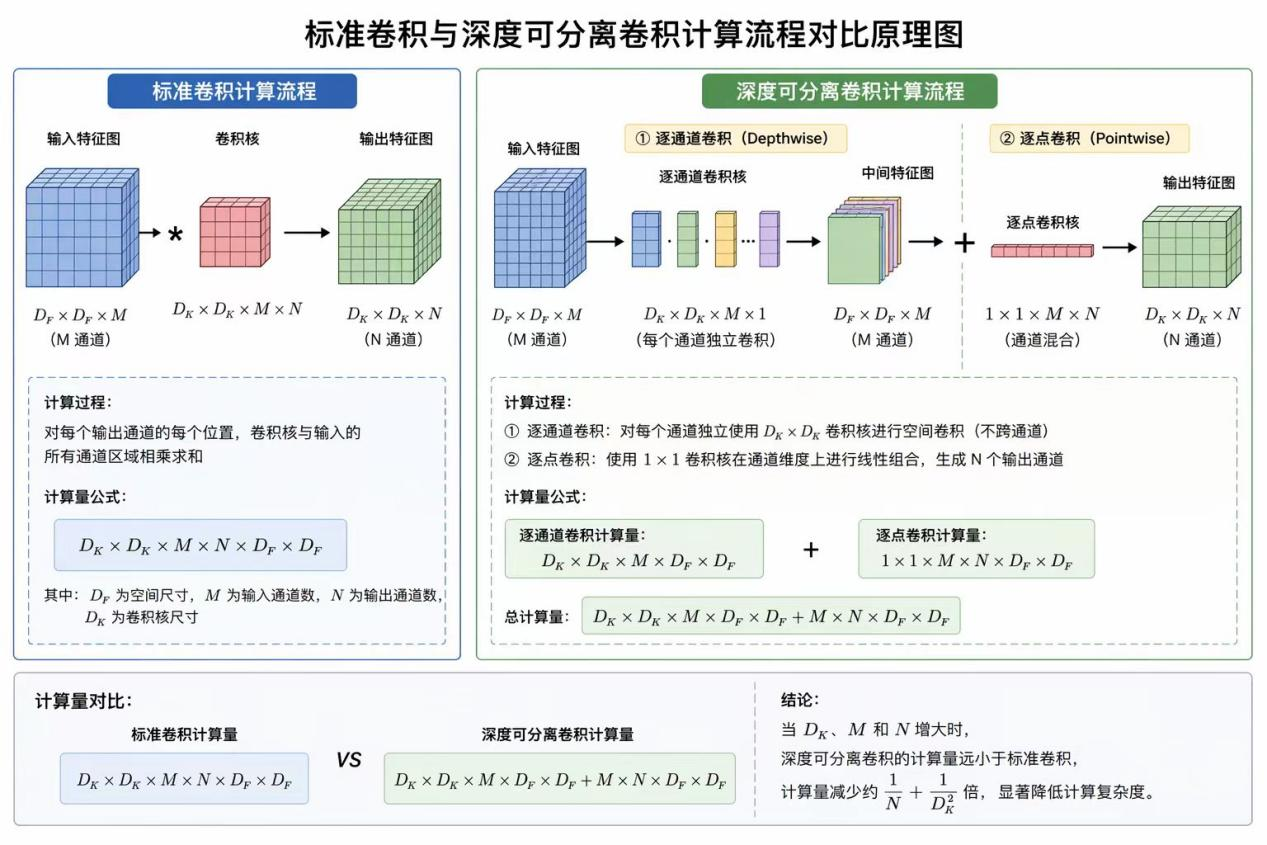 标准卷积与深度可分离卷积计算流程对比原理图
标准卷积计算流程
输入特征图
卷积核
输出特征图
*
D_F × D_F × M
（M 通道）
D_K × D_K × M × N
D_K × D_K × N
（N 通道）
计算过程：
对每个输出通道的每个位置，卷积核与输入的
所有通道区域相乘求和
计算量公式：
D_K × D_K × M × N × D_F × D_F
其中： D_F 为空间尺寸，M 为输入通道数，N 为输出通道数，
D_K 为卷积核尺寸
深度可分离卷积计算流程
① 逐通道卷积（Depthwise）
② 逐点卷积（Pointwise）
输入特征图
逐通道卷积核
中间特征图
逐点卷积核
输出特征图
· · ···
+
D_F × D_F × M
（M 通道）
D_K × D_K × M × 1
（每个通道独立卷积）
D_F × D_F × M
（M 通道）
1 × 1 × M × N
（通道混合）
D_K × D_K × N
（N 通道）
计算过程：
① 逐通道卷积：对每个通道独立使用 D_K × D_K 卷积核进行空间卷积（不跨通道）
② 逐点卷积：使用 1 × 1 卷积核在通道维度上进行线性组合，生成 N 个输出通道
计算量公式：
逐通道卷积计算量：
D_K × D_K × M × D_F × D_F
+
逐点卷积计算量：
1 × 1 × M × N × D_F × D_F
总计算量： D_K × D_K × M × D_F × D_F + M × N × D_F × D_F
计算量对比：
标准卷积计算量
D_K × D_K × M × N × D_F × D_F
VS
深度可分离卷积计算量
D_K × D_K × M × D_F × D_F + M × N × D_F × D_F
结论：
当 D_K、M 和 N 增大时，
深度可分离卷积的计算量远小于标准卷积，
计算量减少约 1/N + 1/D_K² 倍，显著降低计算复杂度。